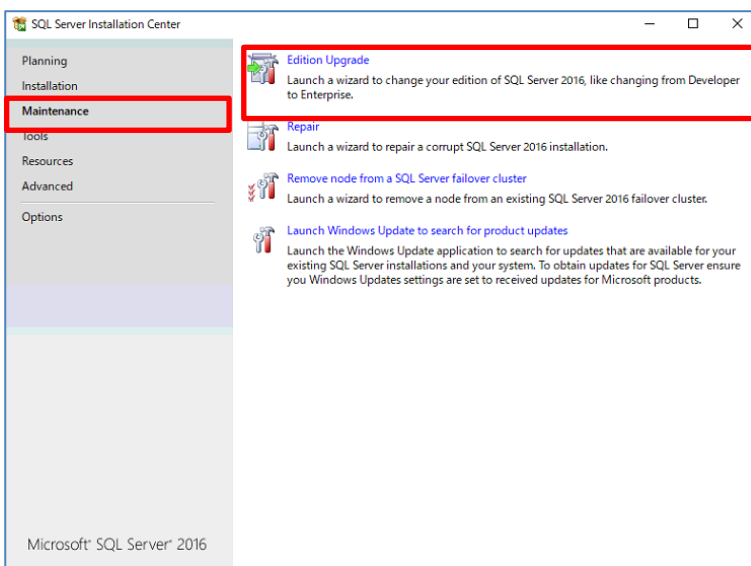 SQL Server Installation Center
Planning
Installation
Maintenance
Tools
Resources
Advanced
Options
Edition Upgrade
Launch a wizard to change your edition of SQL Server 2016, like changing from Developer
to Enterprise.
Repair
Launch a wizard to repair a corrupt SQL Server 2016 installation.
Remove node from a SQL Server failover cluster
Launch a wizard to remove a node from an existing SQL Server 2016 failover cluster.
Launch Windows Update to search for product updates
Launch the Windows Update application to search for updates that are available for your
existing SQL Server installations and your system. To obtain updates for SQL Server ensure
you Windows Updates settings are set to received updates for Microsoft products.
Microsoft® SQL Server® 2016